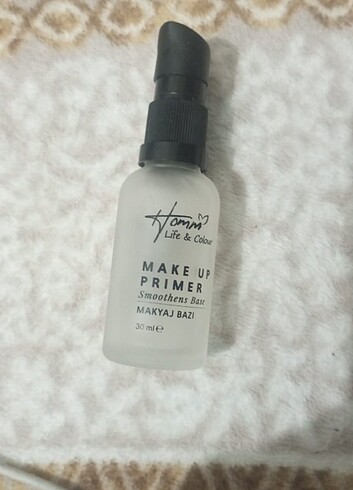 Homm
Life & Colour
MAKE UP
PRIMER
Smoothens Base
MAKYAJ BAZI
30 ml ℮